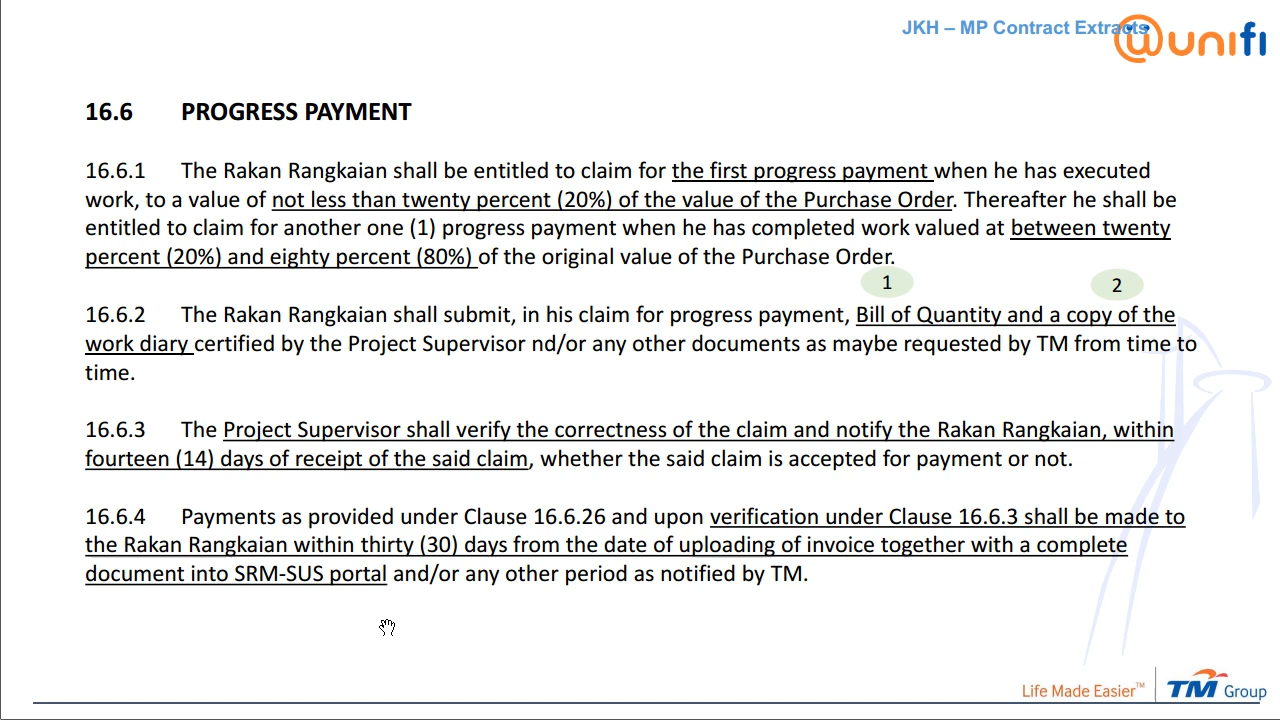 JKH – MP Contract Extracts
@unifi
16.6 PROGRESS PAYMENT
16.6.1 The Rakan Rangkaian shall be entitled to claim for the first progress payment when he has executed
work, to a value of not less than twenty percent (20%) of the value of the Purchase Order. Thereafter he shall be
entitled to claim for another one (1) progress payment when he has completed work valued at between twenty
percent (20%) and eighty percent (80%) of the original value of the Purchase Order.
1 2
16.6.2 The Rakan Rangkaian shall submit, in his claim for progress payment, Bill of Quantity and a copy of the
work diary certified by the Project Supervisor nd/or any other documents as maybe requested by TM from time to
time.
16.6.3 The Project Supervisor shall verify the correctness of the claim and notify the Rakan Rangkaian, within
fourteen (14) days of receipt of the said claim, whether the said claim is accepted for payment or not.
16.6.4 Payments as provided under Clause 16.6.26 and upon verification under Clause 16.6.3 shall be made to
the Rakan Rangkaian within thirty (30) days from the date of uploading of invoice together with a complete
document into SRM-SUS portal and/or any other period as notified by TM.
Life Made Easier™ TM Group